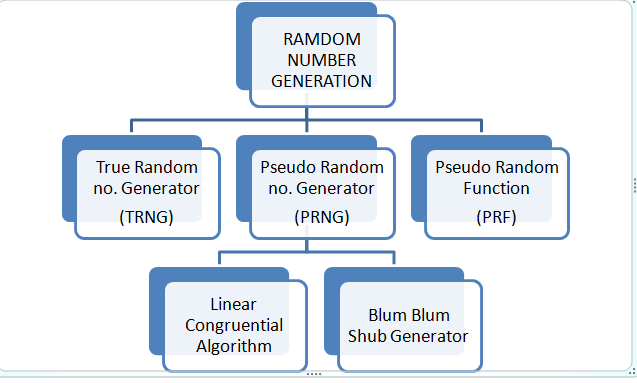 RAMDOM
NUMBER
GENERATION
True Random
no. Generator
(TRNG)
Pseudo Random
no. Generator
(PRNG)
Pseudo Random
Function
(PRF)
Linear
Congruential
Algorithm
Blum Blum
Shub Generator